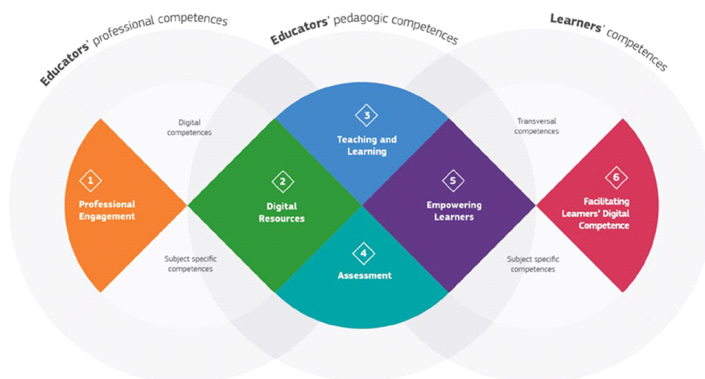 Educators' professional competences
Educators' pedagogic competences
Learners' competences
Digital
competences
3
Teaching and
Learning
Transversal
competences
1
Professional
Engagement
2
Digital
Resources
5
Empowering
Learners
6
Facilitating
Learners' Digital
Competence
Subject specific
competences
4
Assessment
Subject specific
competences